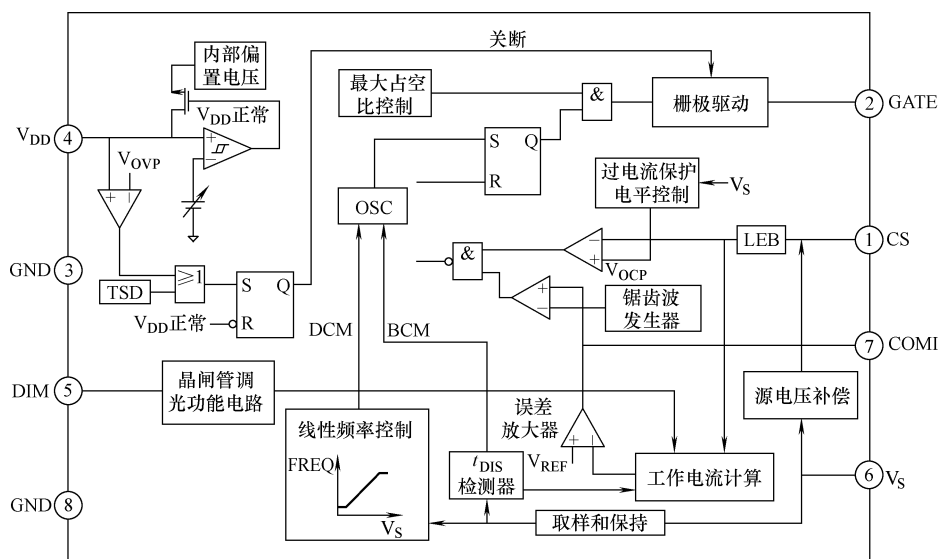 关断
内部偏
置电压
最大占空
比控制
&
栅极驱动
2
GATE
V_DD正常
V_DD
4
+
−
V_OVP
+
−
S
Q
R
过电流保护
电平控制
V_S
OSC
LEB
1
CS
−
+
V_OCP
&
GND
3
TSD
≥1
S
Q
R
V_DD正常
DCM
BCM
+
−
锯齿波
发生器
7
COMI
DIM
5
晶闸管调
光功能电路
源电压补偿
线性频率控制
FREQ
V_S
误差
放大器
+
−
V_REF
t_DIS
检测器
工作电流计算
6
V_S
GND
8
取样和保持